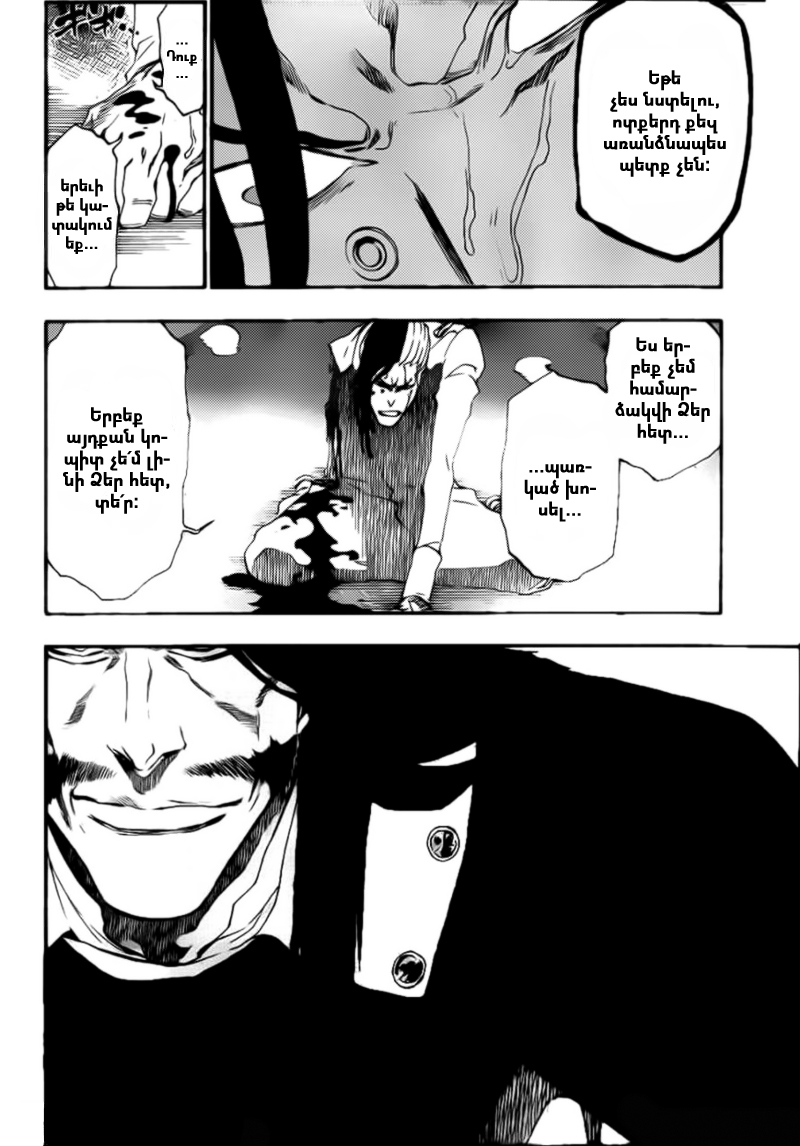 Եթե
չես նստելու,
ոտքերդ քեզ
առանձնապես
պետք չեն:
...
Դուք
...
երեւի
թե կա-
տակում
եք...
Ես եր-
բեք չեմ
համար-
ձակվի Ձեր
հետ...
...պառ-
կած խո-
սել...
Երբեք
այդքան կո-
պիտ չե՛մ լի-
նի Ձեր հետ,
տե՛ր: